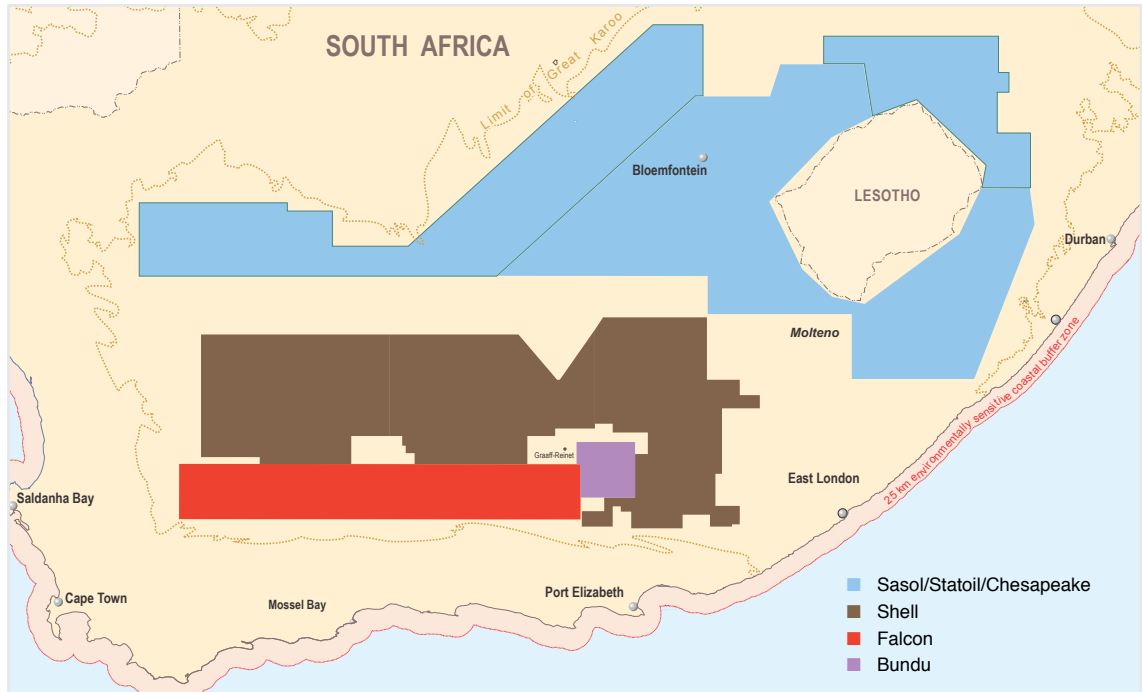 SOUTH AFRICA
Limit of Great Karoo
Bloemfontein
LESOTHO
Durban
Molteno
25 km environmentally sensitive coastal buffer zone
Graaff-Reinet
East London
Saldanha Bay
Cape Town
Mossel Bay
Port Elizabeth
Sasol/Statoil/Chesapeake
Shell
Falcon
Bundu